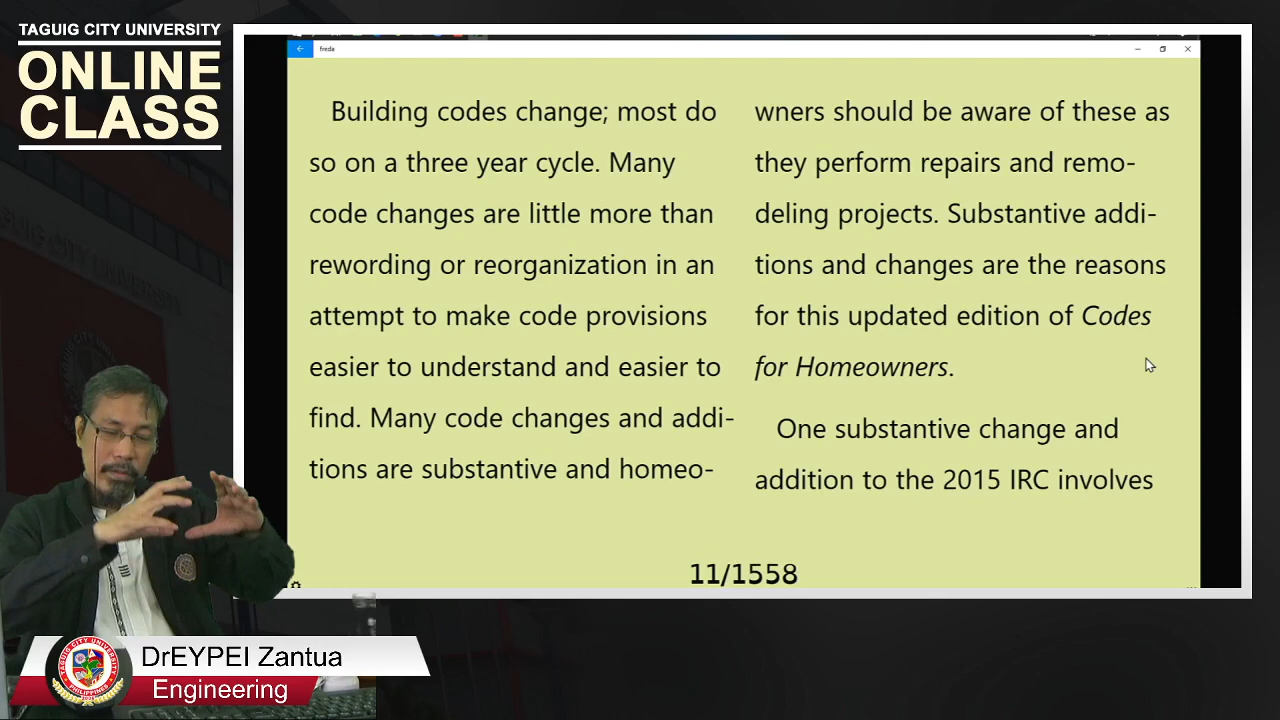 TAGUIG CITY UNIVERSITY
ONLINE
CLASS
freda
Building codes change; most do
so on a three year cycle. Many
code changes are little more than
rewording or reorganization in an
attempt to make code provisions
easier to understand and easier to
find. Many code changes and addi-
tions are substantive and homeo-
wners should be aware of these as
they perform repairs and remo-
deling projects. Substantive addi-
tions and changes are the reasons
for this updated edition of Codes
for Homeowners.
One substantive change and
addition to the 2015 IRC involves
11/1558
DrEYPEI Zantua
Engineering